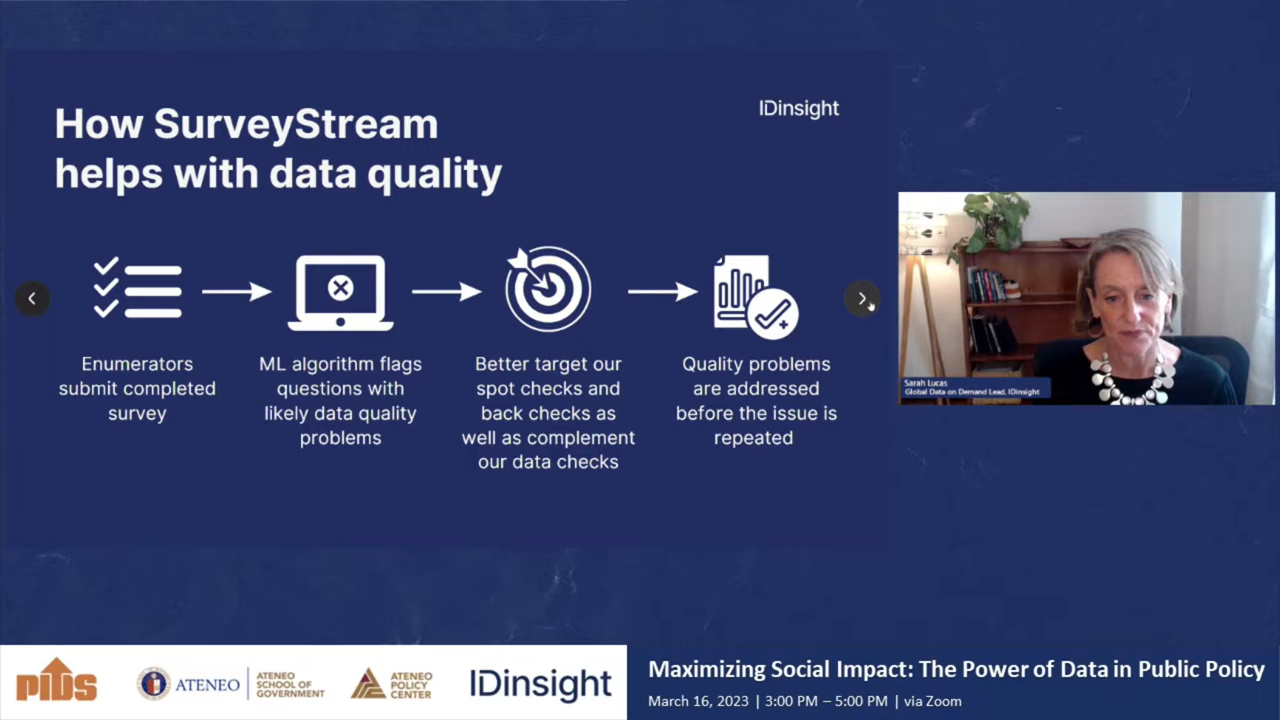 How SurveyStream
helps with data quality
IDinsight
Enumerators
submit completed
survey
ML algorithm flags
questions with
likely data quality
problems
Better target our
spot checks and
back checks as
well as complement
our data checks
Quality problems
are addressed
before the issue is
repeated
Sarah Lucas
Global Data on Demand Lead, IDinsight
pids
ATENEO
ATENEO
SCHOOL OF
GOVERNMENT
ATENEO
POLICY
CENTER
IDinsight
Maximizing Social Impact: The Power of Data in Public Policy
March 16, 2023 | 3:00 PM – 5:00 PM | via Zoom